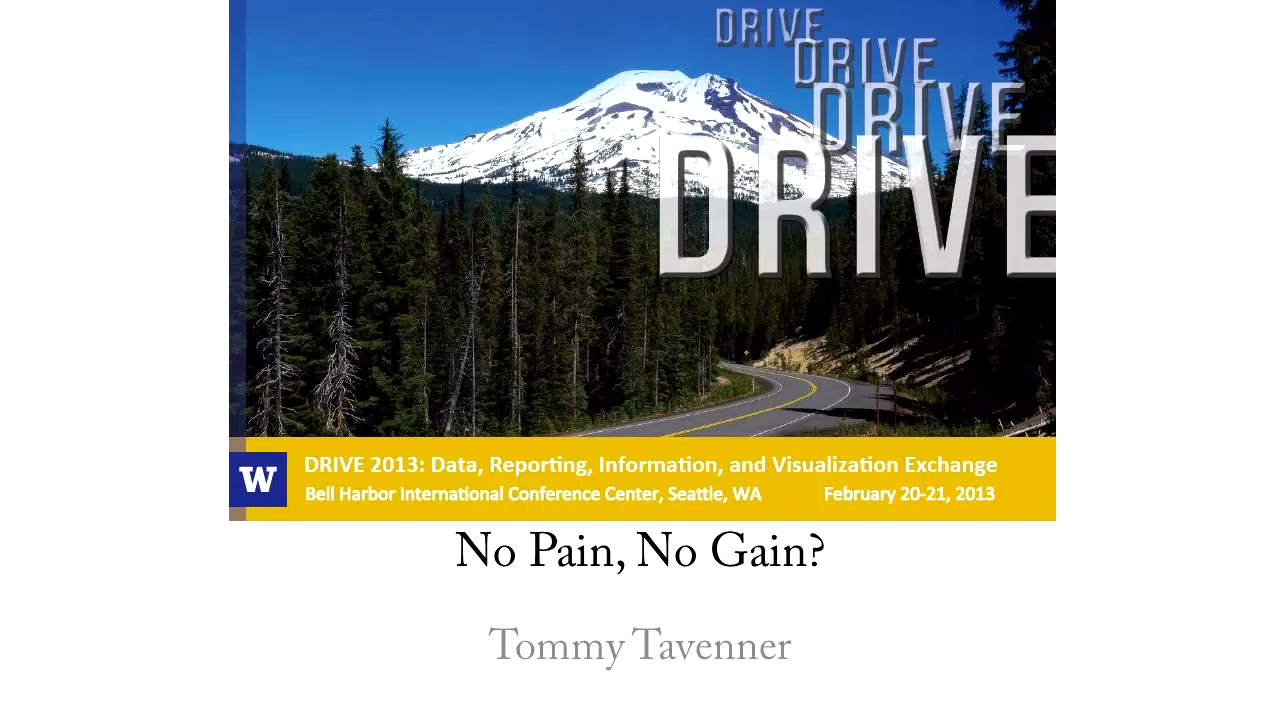 DRIVE
DRIVE
DRIVE
DRIVE
W
DRIVE 2013: Data, Reporting, Information, and Visualization Exchange
Bell Harbor International Conference Center, Seattle, WA February 20-21, 2013
No Pain, No Gain?
Tommy Tavenner